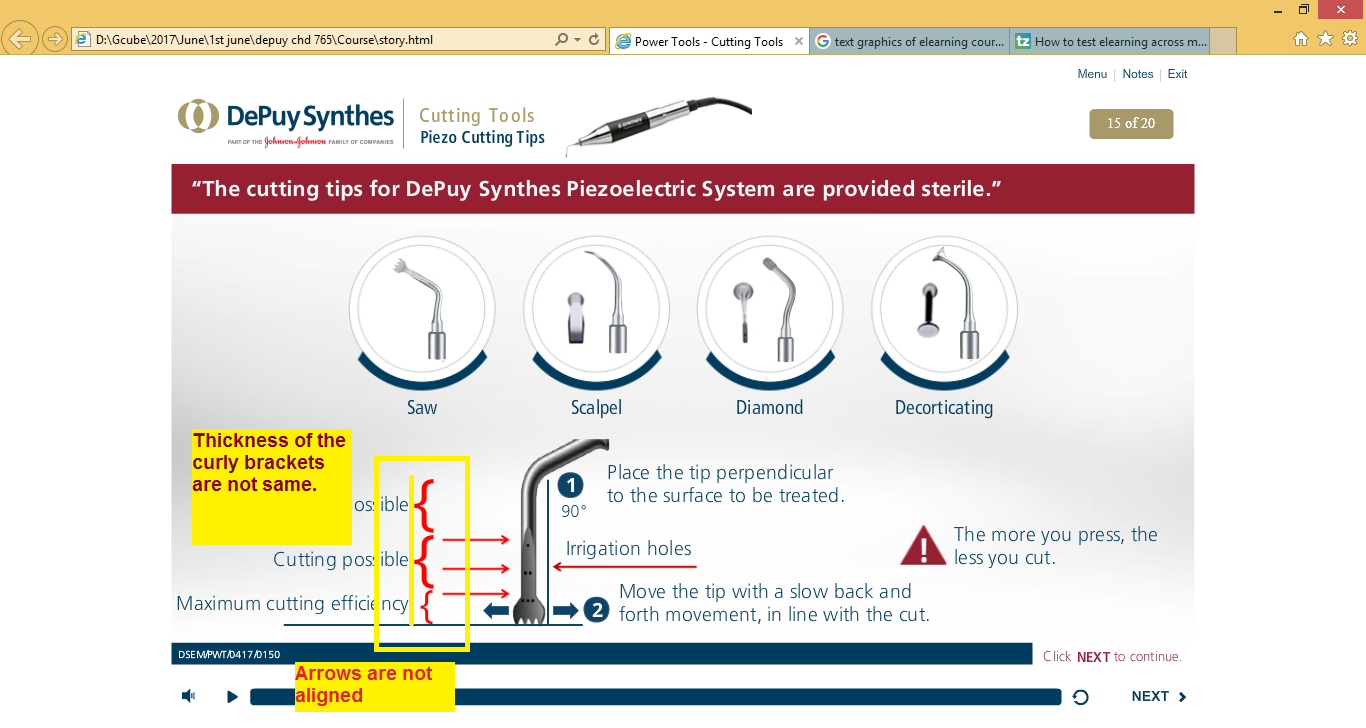 D:\Gcube\2017\June\1st june\depuy chd 765\Course\story.html
Power Tools - Cutting Tools
text graphics of elearning cour...
How to test elearning across m...
Menu | Notes | Exit
DePuySynthes
PART OF THE Johnson & Johnson FAMILY OF COMPANIES
Cutting Tools
Piezo Cutting Tips
15 of 20
“The cutting tips for DePuy Synthes Piezoelectric System are provided sterile.”
Saw
Scalpel
Diamond
Decorticating
Thickness of the
curly brackets
are not same.
ossible
Cutting possible
Maximum cutting efficiency
1
90°
Place the tip perpendicular
to the surface to be treated.
Irrigation holes
2
Move the tip with a slow back and
forth movement, in line with the cut.
The more you press, the
less you cut.
DSEM/PWT/0417/0150
Click NEXT to continue.
Arrows are not
aligned
NEXT